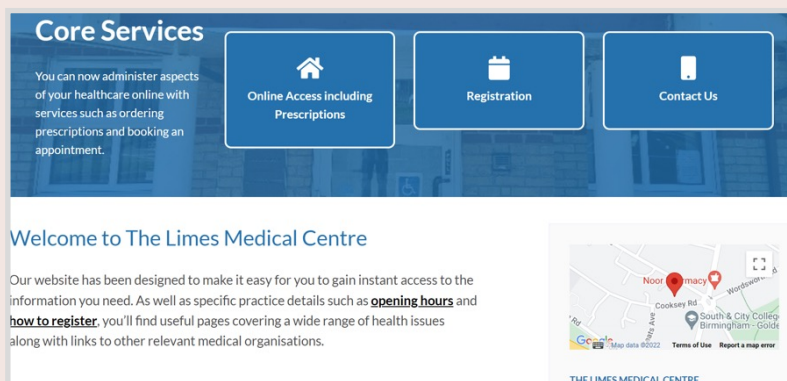 Core Services
You can now administer aspects
of your healthcare online with
services such as ordering
prescriptions and booking an
appointment.
Online Access including
Prescriptions
Registration
Contact Us
Welcome to The Limes Medical Centre
Our website has been designed to make it easy for you to gain instant access to the
information you need. As well as specific practice details such as opening hours and
how to register, you'll find useful pages covering a wide range of health issues
along with links to other relevant medical organisations.
Noor
Cooksey Rd
South & City College
Birmingham - Golde
Map data ©2022 Terms of Use Report a map error
THE LIMES MEDICAL CENTRE